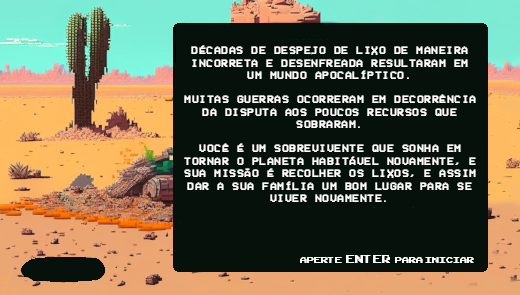 DÉCADAS DE DESPEJO DE LIXO DE MANEIRA
INCORRETA E DESENFREADA RESULTARAM EM
UM MUNDO APOCALÍPTICO.
MUITAS GUERRAS OCORRERAM EM DECORRÊNCIA
DA DISPUTA AOS POUCOS RECURSOS QUE
SOBRARAM.
VOCÊ É UM SOBREVIVENTE QUE SONHA EM
TORNAR O PLANETA HABITÁVEL NOVAMENTE, E
SUA MISSÃO É RECOLHER OS LIXOS, E ASSIM
DAR A SUA FAMÍLIA UM BOM LUGAR PARA SE
VIVER NOVAMENTE.
APERTE ENTER PARA INICIAR